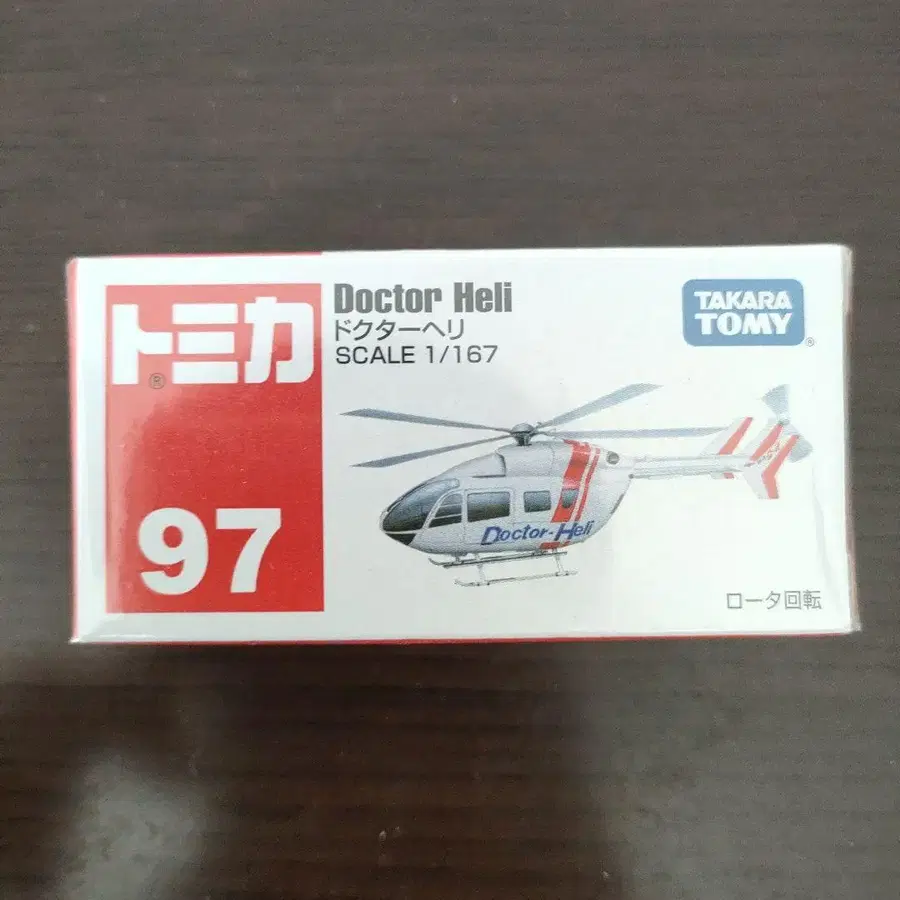 トミカ®
97
Doctor Heli
ドクターヘリ
SCALE 1/167
TAKARA
TOMY®
Doctor-Heli
ロータ回転